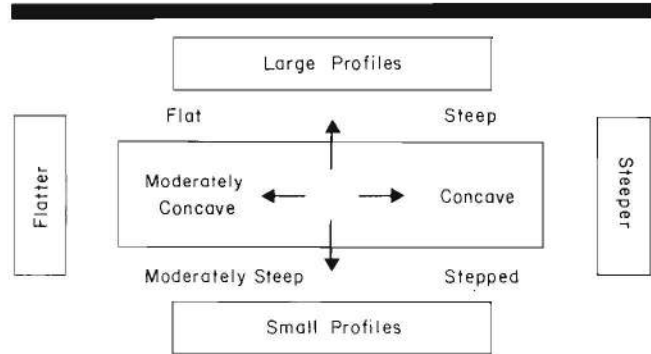 Large Profiles
Flat
Steep
Flatter
Moderately
Concave
Concave
Steeper
Moderately Steep
Stepped
Small Profiles